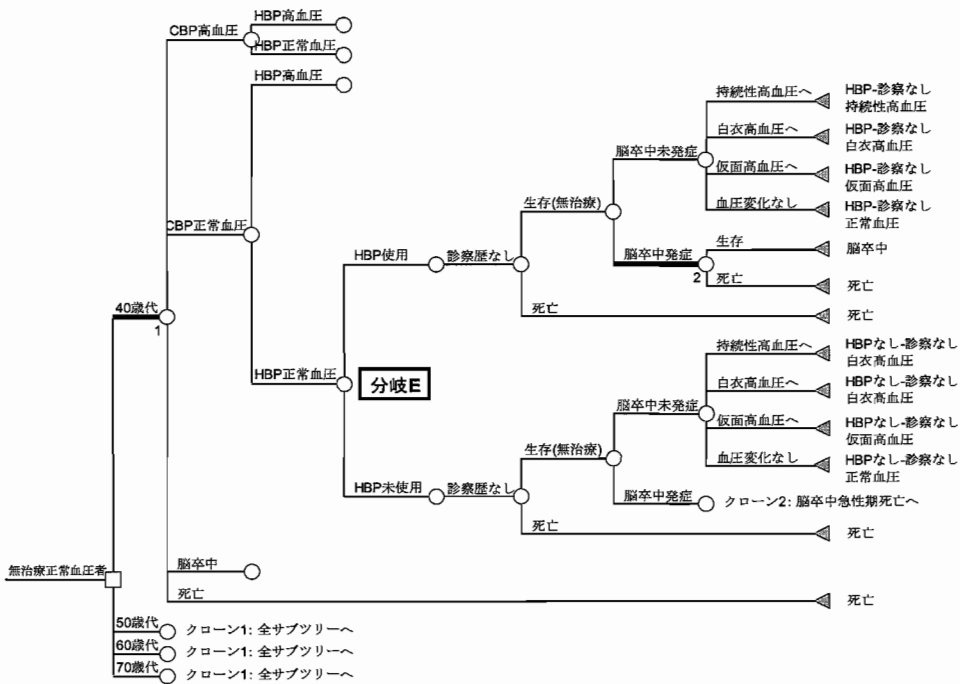 HBP高血圧
CBP高血圧
HBP正常血圧
HBP高血圧
持続性高血圧へ
HBP-診察なし
持続性高血圧
白衣高血圧へ
HBP-診察なし
白衣高血圧
脳卒中未発症
仮面高血圧へ
HBP-診察なし
仮面高血圧
生存(無治療)
血圧変化なし
HBP-診察なし
正常血圧
CBP正常血圧
生存
脳卒中
HBP使用
診察歴なし
脳卒中発症
2
死亡
死亡
40歳代
1
死亡
死亡
持続性高血圧へ
HBPなし-診察なし
白衣高血圧
HBP正常血圧
分岐E
白衣高血圧へ
HBPなし-診察なし
白衣高血圧
脳卒中未発症
仮面高血圧へ
HBPなし-診察なし
仮面高血圧
生存(無治療)
血圧変化なし
HBPなし-診察なし
正常血圧
HBP未使用
診察歴なし
脳卒中発症
クローン2: 脳卒中急性期死亡へ
死亡
死亡
無治療正常血圧者
脳卒中
死亡
死亡
50歳代
クローン1: 全サブツリーへ
60歳代
クローン1: 全サブツリーへ
70歳代
クローン1: 全サブツリーへ